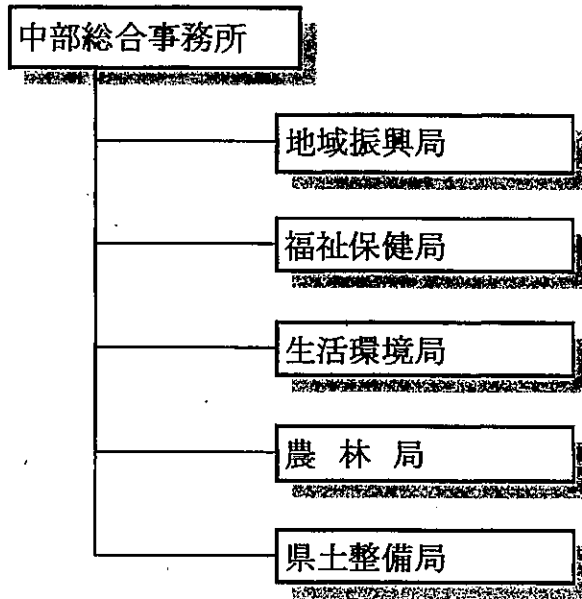 中部総合事務所
地域振興局
福祉保健局
生活環境局
農 林 局
県土整備局